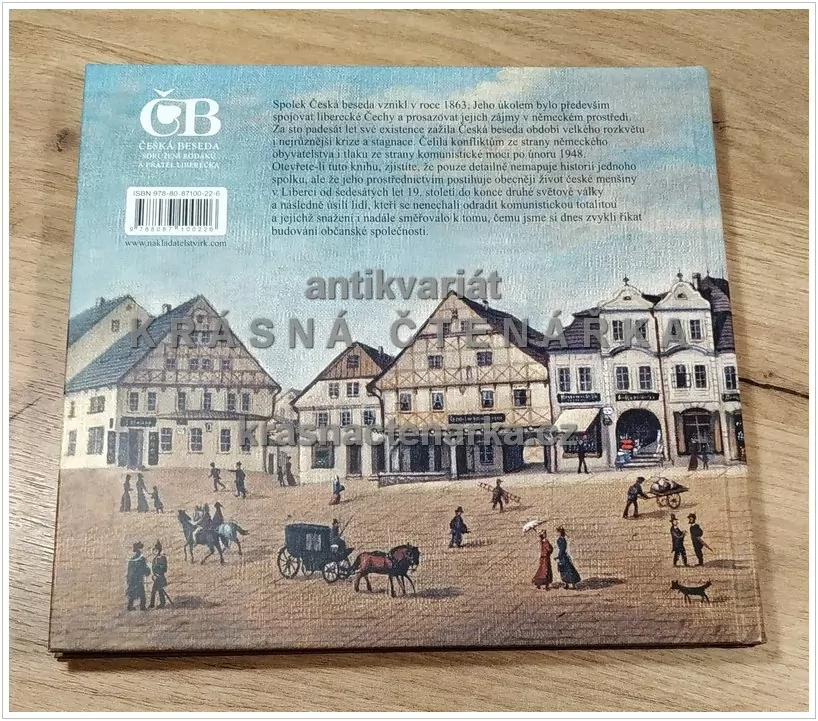 ČB
ČESKÁ BESEDA
SDRUŽENÍ RODÁKŮ
A PŘÁTEL LIBERECKA
ISBN 978-80-87100-22-6
9 788087 100226
www.nakladatelstvirk.com
Spolek Česká beseda vznikl v roce 1863. Jeho úkolem bylo především
spojovat liberecké Čechy a prosazovat jejich zájmy v německém prostředí.
Za sto padesát let své existence zažila Česká beseda období velkého rozkvětu
i nejrůznější krize a stagnace. Čelila konfliktům ze strany německého
obyvatelstva i tlaku ze strany komunistické moci po únoru 1948.
Otevřete-li tuto knihu, zjistíte, že pouze detailně nemapuje historii jednoho
spolku, ale že jeho prostřednictvím postihuje obecněji život české menšiny
v Liberci od šedesátých let 19. století do konce druhé světové války
a následně úsilí lidí, kteří se nenechali odradit komunistickou totalitou
a jejichž snažení i nadále směřovalo k tomu, čemu jsme si dnes zvykli říkat
budování občanské společnosti.
antikvariát
KRÁSNÁ ČTENÁŘKA
krasnactenarka.cz